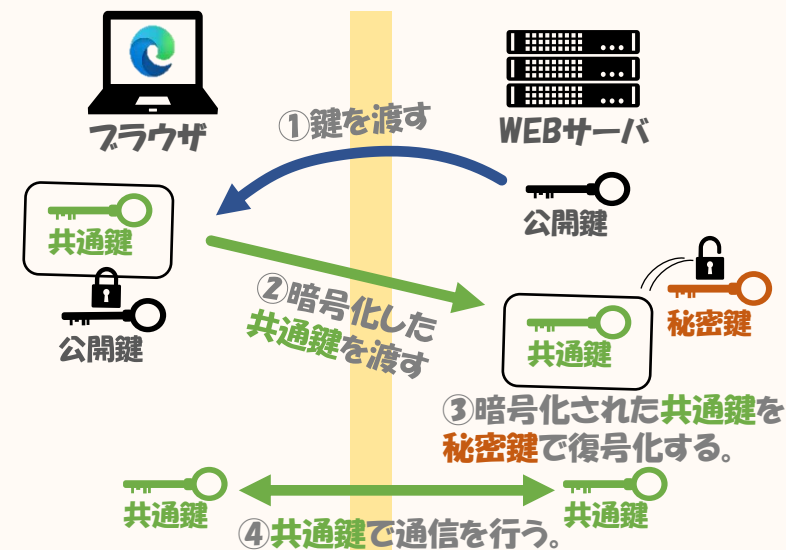 ブラウザ
WEBサーバ
①鍵を渡す
公開鍵
共通鍵
公開鍵
②暗号化した
共通鍵を渡す
秘密鍵
共通鍵
③暗号化された共通鍵を
秘密鍵で復号化する。
共通鍵
共通鍵
④共通鍵で通信を行う。